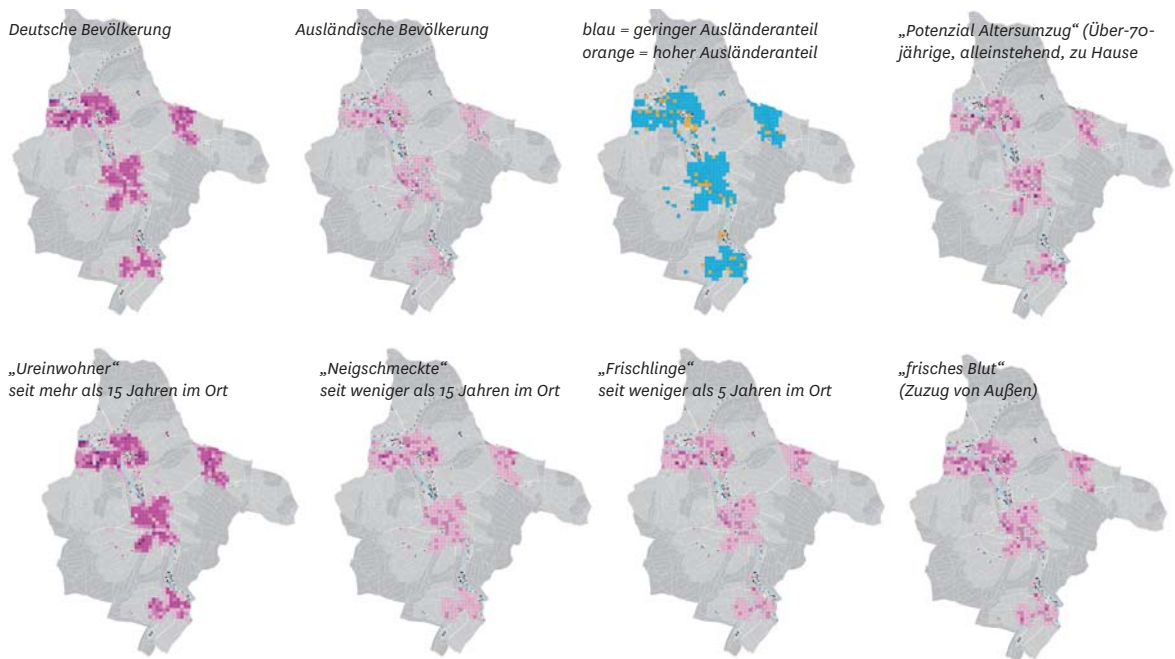 Deutsche Bevölkerung
Ausländische Bevölkerung
blau = geringer Ausländeranteil
orange = hoher Ausländeranteil
„Potenzial Altersumzug“ (Über-70-
jährige, alleinstehend, zu Hause
„Ureinwohner“
seit mehr als 15 Jahren im Ort
„Neigschmeckte“
seit weniger als 15 Jahren im Ort
„Frischlinge“
seit weniger als 5 Jahren im Ort
„frisches Blut“
(Zuzug von Außen)